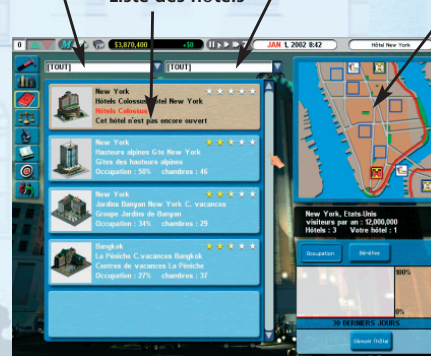 Liste des hôtels
0 $3,870,400 +$0 JAN 1, 2002 8:42 Hôtel New York
[TOUT] [TOUT]
New York
Hôtels Colossus Hôtel New York
Hôtels Colossus
Cet hôtel n'est pas encore ouvert
New York
Hauteurs alpines Gîte New York
Gîtes des hauteurs alpines
Occupation : 50% chambres : 46
New York
Jardins Banyan New York C. vacances
Groupe Jardins de Banyan
Occupation : 34% chambres : 29
Bangkok
La Péniche C.vacances Bangkok
Centres de vacances La Péniche
Occupation : 27% chambres : 37
New York, Etats-Unis
visiteurs par an : 12,000,000
Hôtels : 3 Votre hôtel : 1
Occupation
100%
0%
30 DERNIERS JOURS